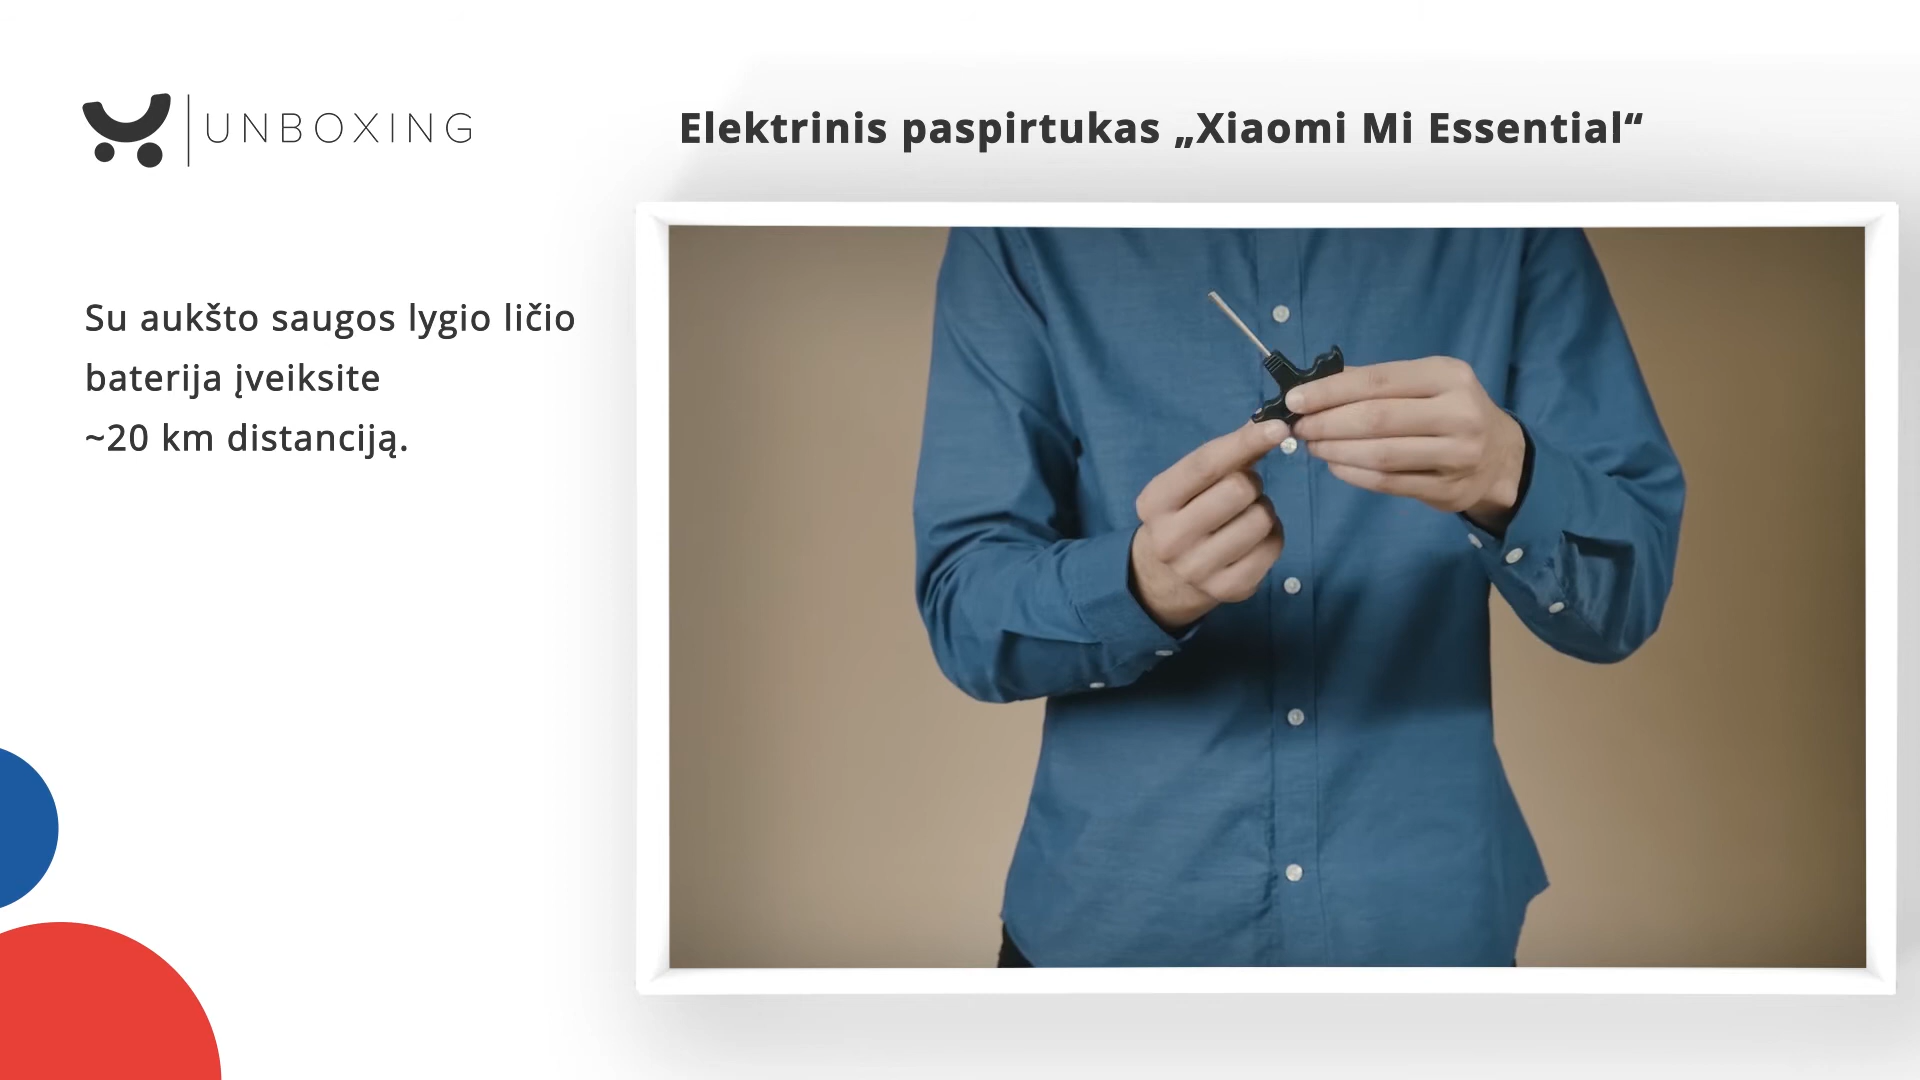 UNBOXING
Elektrinis paspirtukas „Xiaomi Mi Essential“
Su aukšto saugos lygio ličio
baterija įveiksite
~20 km distanciją.